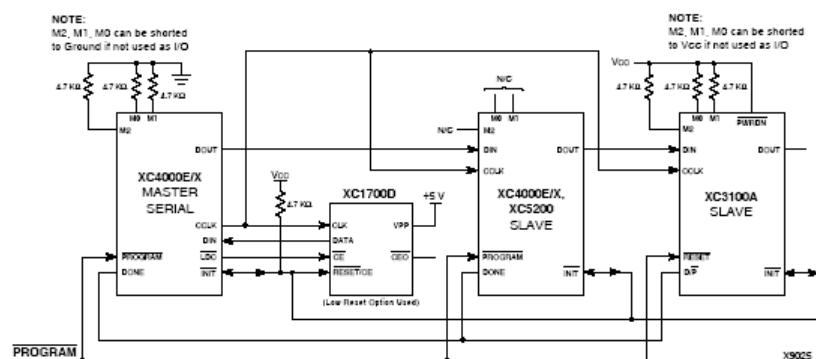 NOTE:
M2, M1, M0 can be shorted
to Ground if not used as I/O
NOTE:
M2, M1, M0 can be shorted
to Vcc if not used as I/O
4.7 KΩ
4.7 KΩ
4.7 KΩ
M0 M1
M2
DOUT
XC4000E/X
MASTER
SERIAL
CCLK
DIN
PROGRAM
LDC
DONE
INIT
VCC
4.7 KΩ
XC1700D
CLK
VPP
+5 V
DATA
CE
CEO
RESET/OE
(Low Reset Option Used)
N/C
M0 M1
N/C
M2
DIN
DOUT
CCLK
XC4000E/X,
XC5200
SLAVE
PROGRAM
DONE
INIT
VCC
4.7 KΩ
4.7 KΩ
4.7 KΩ
M0 M1
PWRDN
M2
DIN
DOUT
CCLK
XC3100A
SLAVE
RESET
D/P
INIT
PROGRAM
X9025